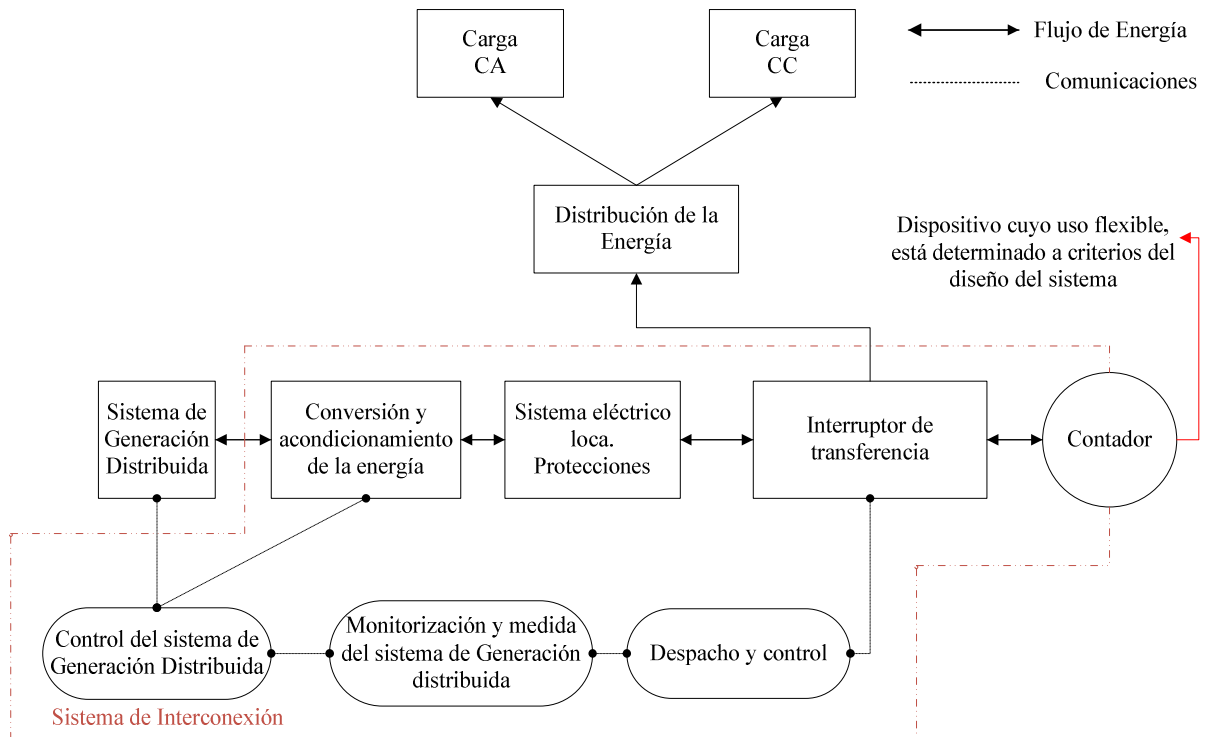 Carga
CA
Carga
CC
Flujo de Energía
Comunicaciones
Distribución de la
Energía
Dispositivo cuyo uso flexible,
está determinado a criterios del
diseño del sistema
Sistema de
Generación
Distribuida
Conversión y
acondicionamiento
de la energía
Sistema eléctrico
loca.
Protecciones
Interruptor de
transferencia
Contador
Control del sistema de
Generación Distribuida
Monitorización y medida
del sistema de Generación
distribuida
Despacho y control
Sistema de Interconexión